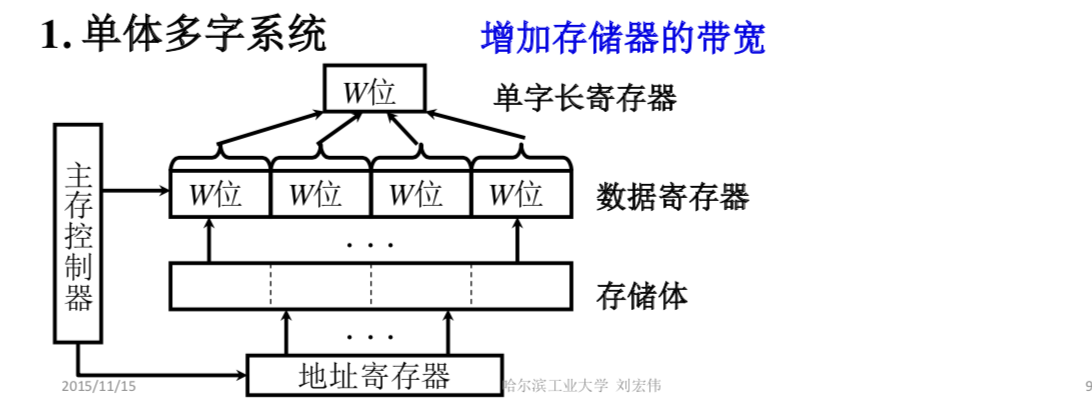 1. 单体多字系统
增加存储器的带宽
W位
单字长寄存器
主存控制器
W位 W位 W位 W位
数据寄存器
. . .
存储体
. . .
地址寄存器
2015/11/15
哈尔滨工业大学 刘宏伟
9